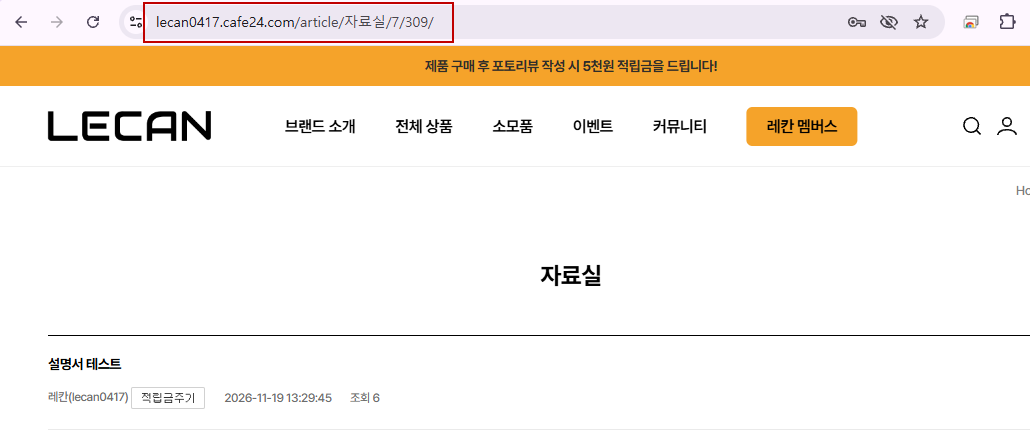 lecan0417.cafe24.com/article/자료실/7/309/
제품 구매 후 포토리뷰 작성 시 5천원 적립금을 드립니다!
LECAN 브랜드 소개 전체 상품 소모품 이벤트 커뮤니티 레칸 멤버스
자료실
설명서 테스트
레칸(lecan0417) 적립금주기 2026-11-19 13:29:45 조회 6